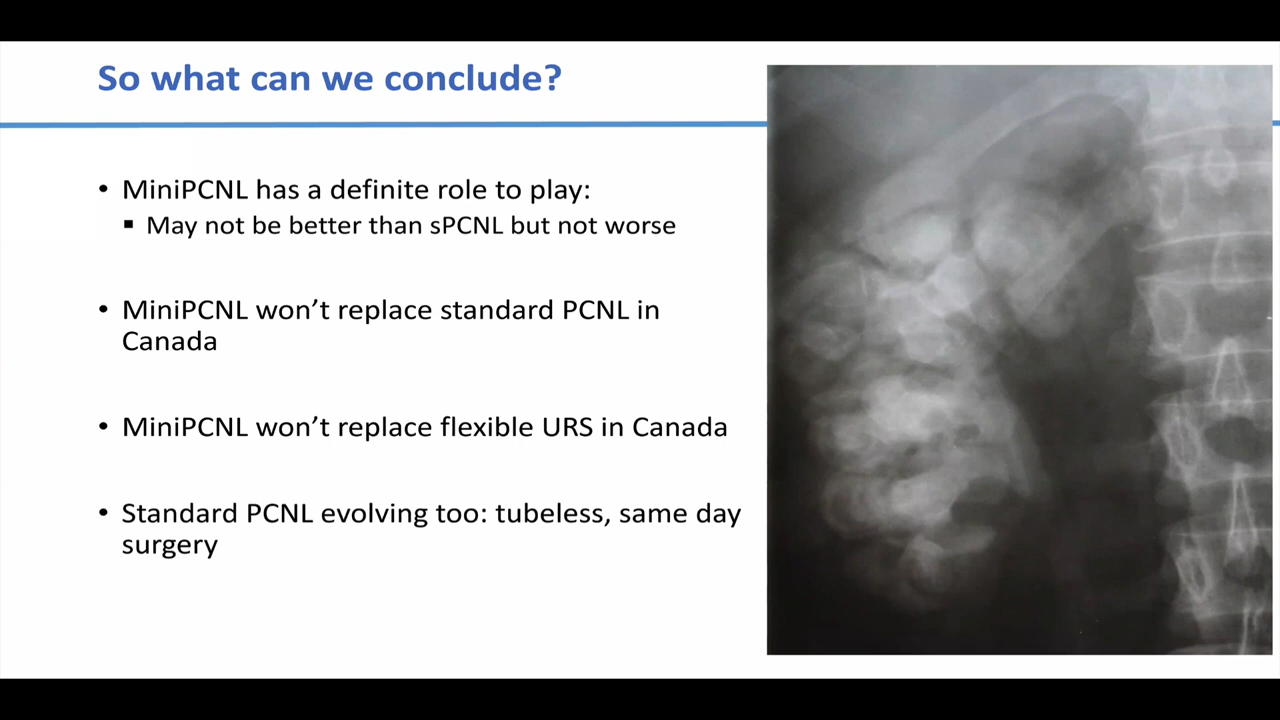 So what can we conclude?
• MiniPCNL has a definite role to play:
▪ May not be better than sPCNL but not worse
• MiniPCNL won’t replace standard PCNL in
Canada
• MiniPCNL won’t replace flexible URS in Canada
• Standard PCNL evolving too: tubeless, same day
surgery